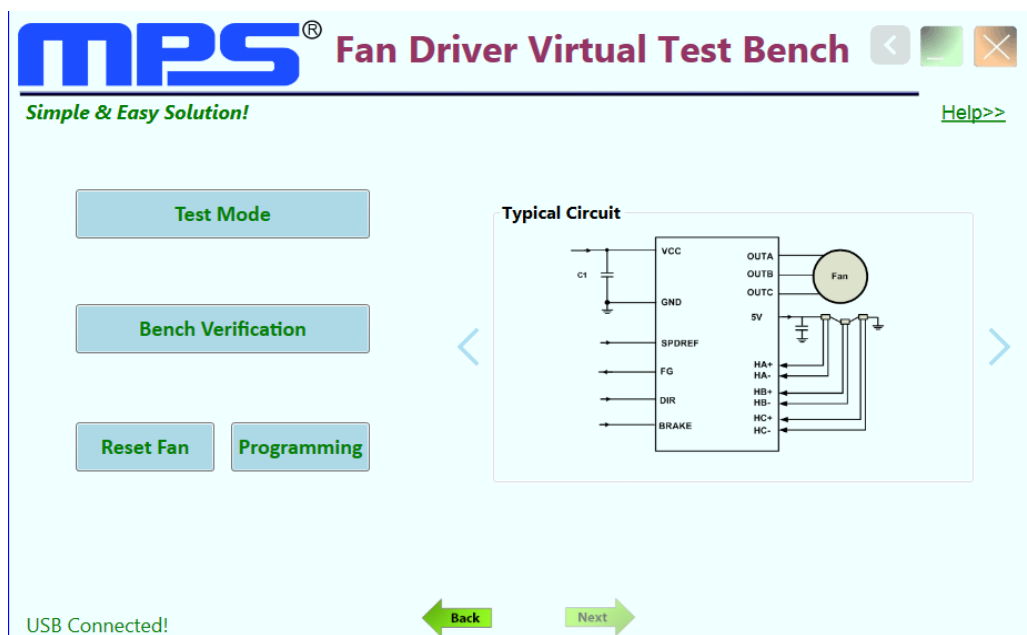 MPS® Fan Driver Virtual Test Bench
Simple & Easy Solution!
Help>>
Test Mode
Bench Verification
Reset Fan
Programming
Typical Circuit
VCC
C1
GND
SPDREF
FG
DIR
BRAKE
OUTA
OUTB
OUTC
Fan
5V
HA+
HA-
HB+
HB-
HC+
HC-
Back
Next
USB Connected!